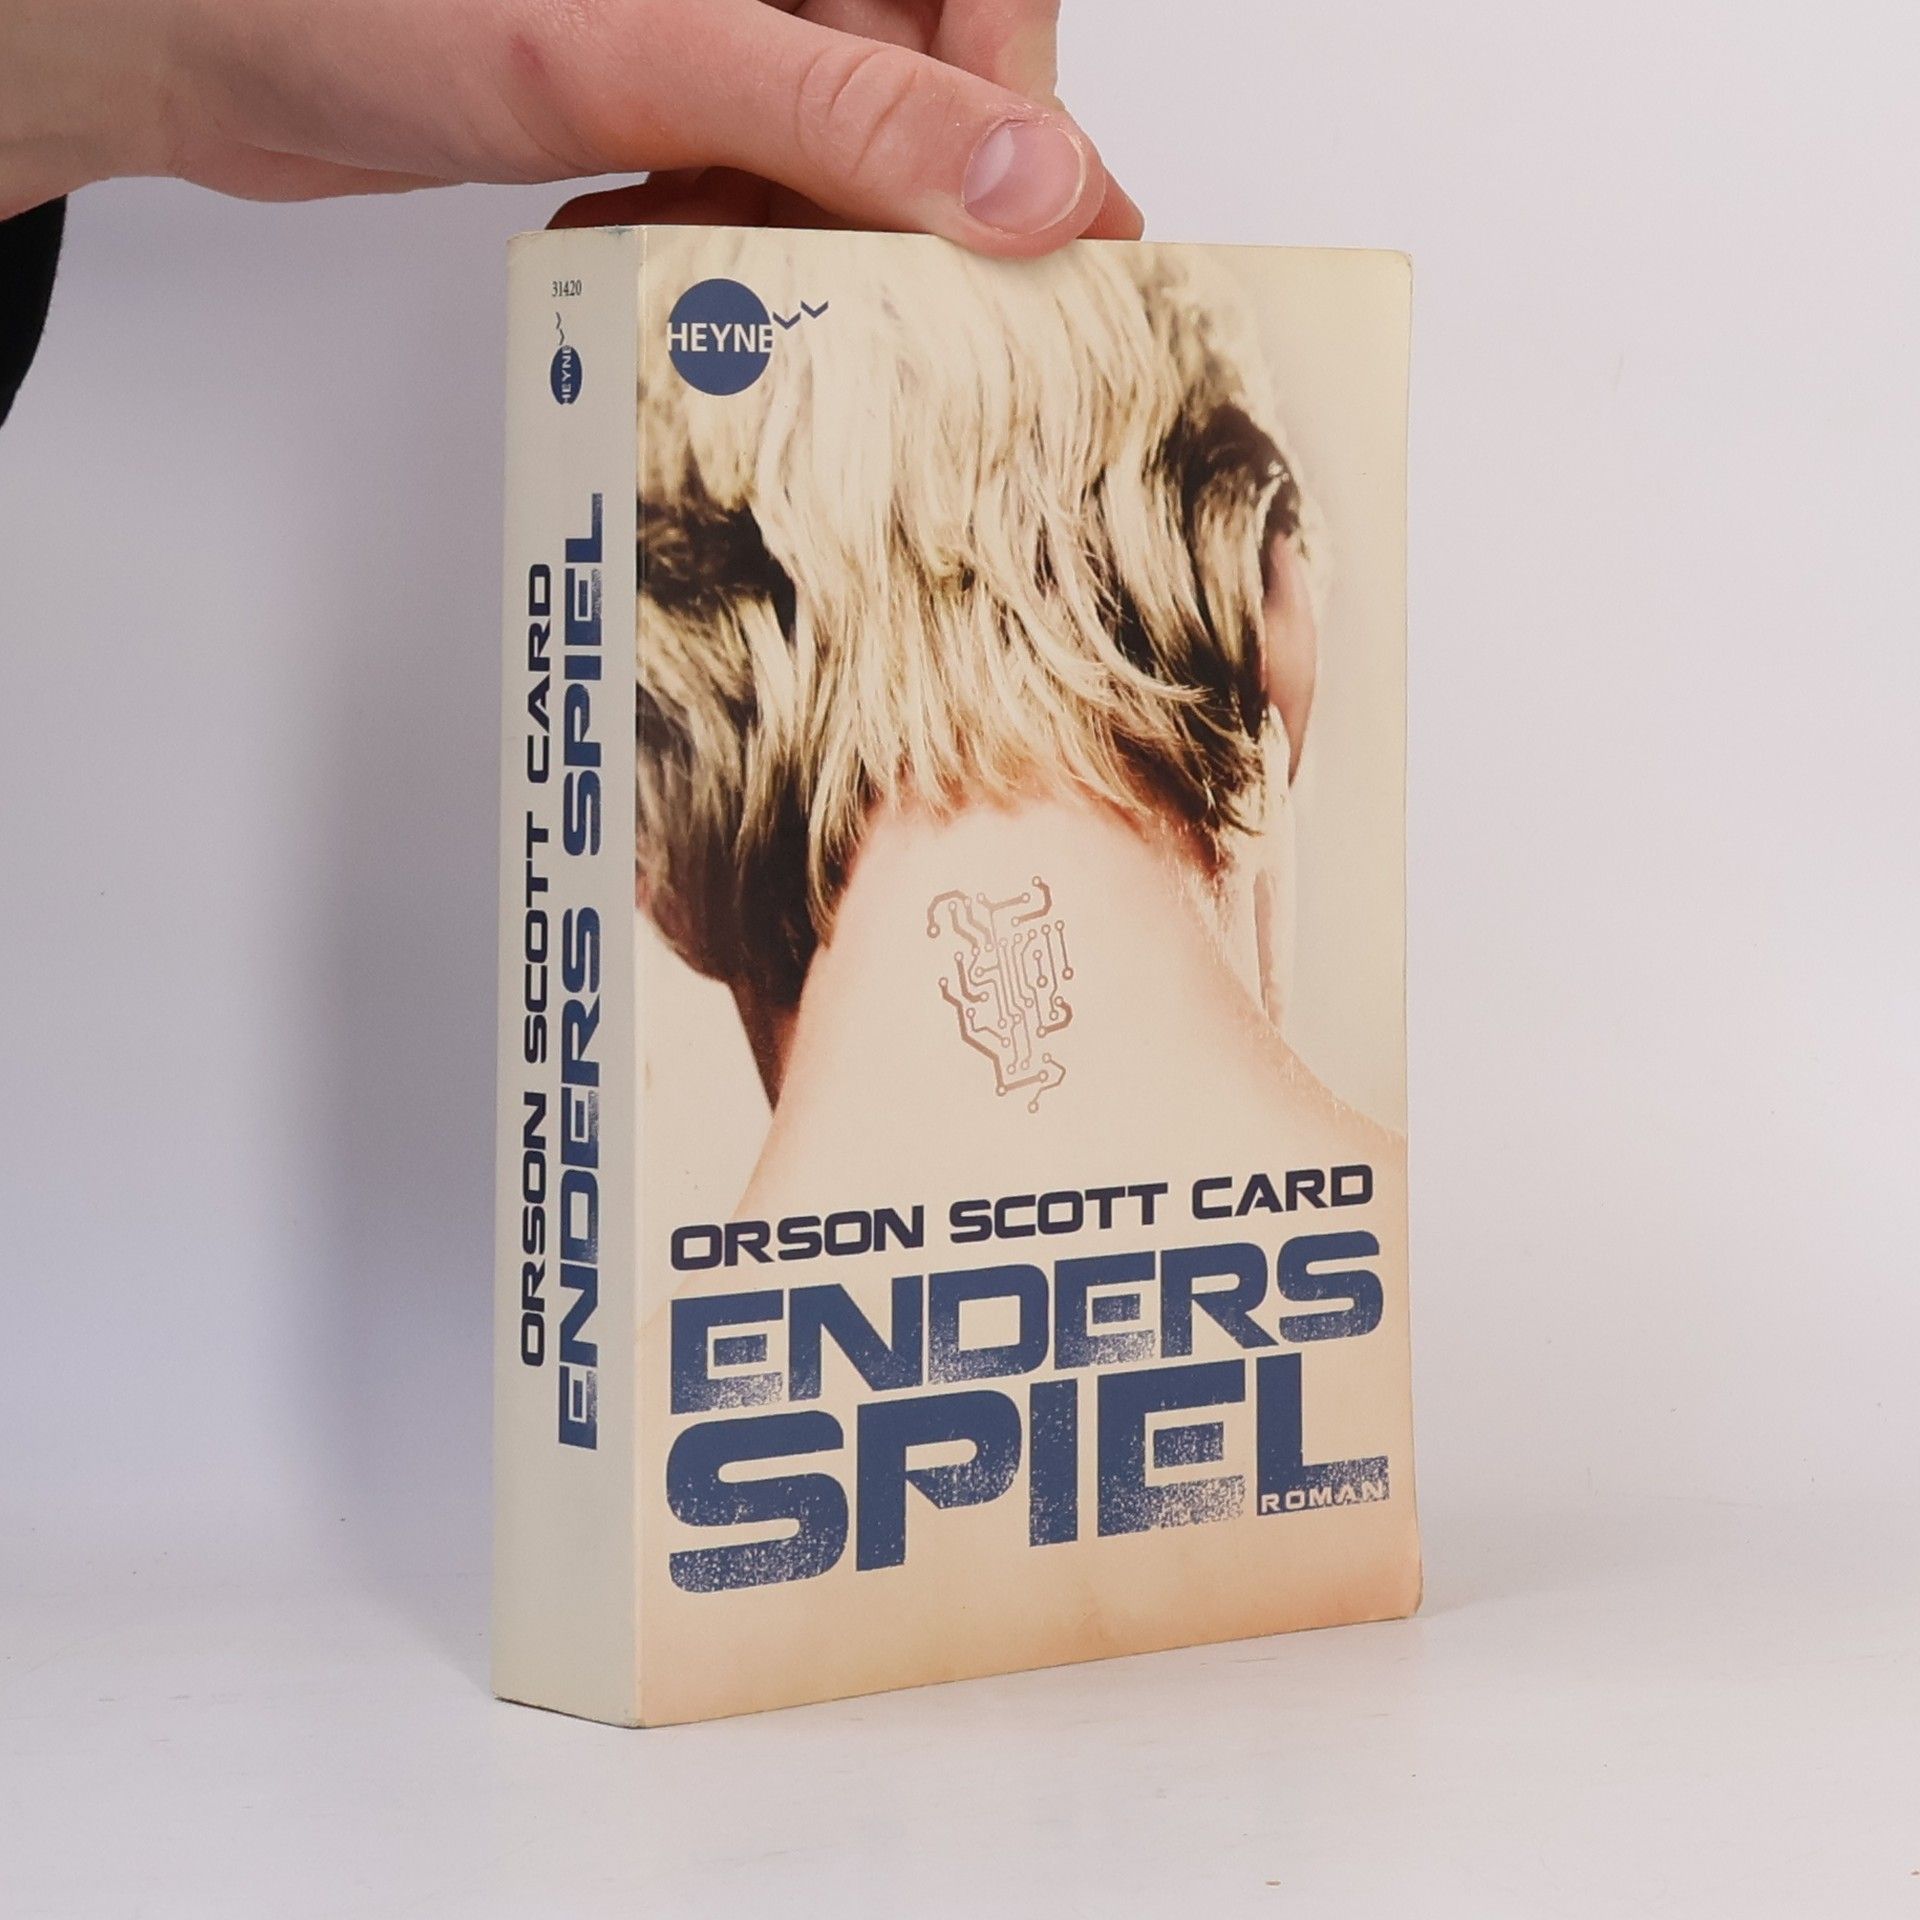 31420
HEYNE
ORSON SCOTT CARD
ENDERS SPIEL
HEYNE
ORSON SCOTT CARD
ENDERS
SPIEL
ROMAN